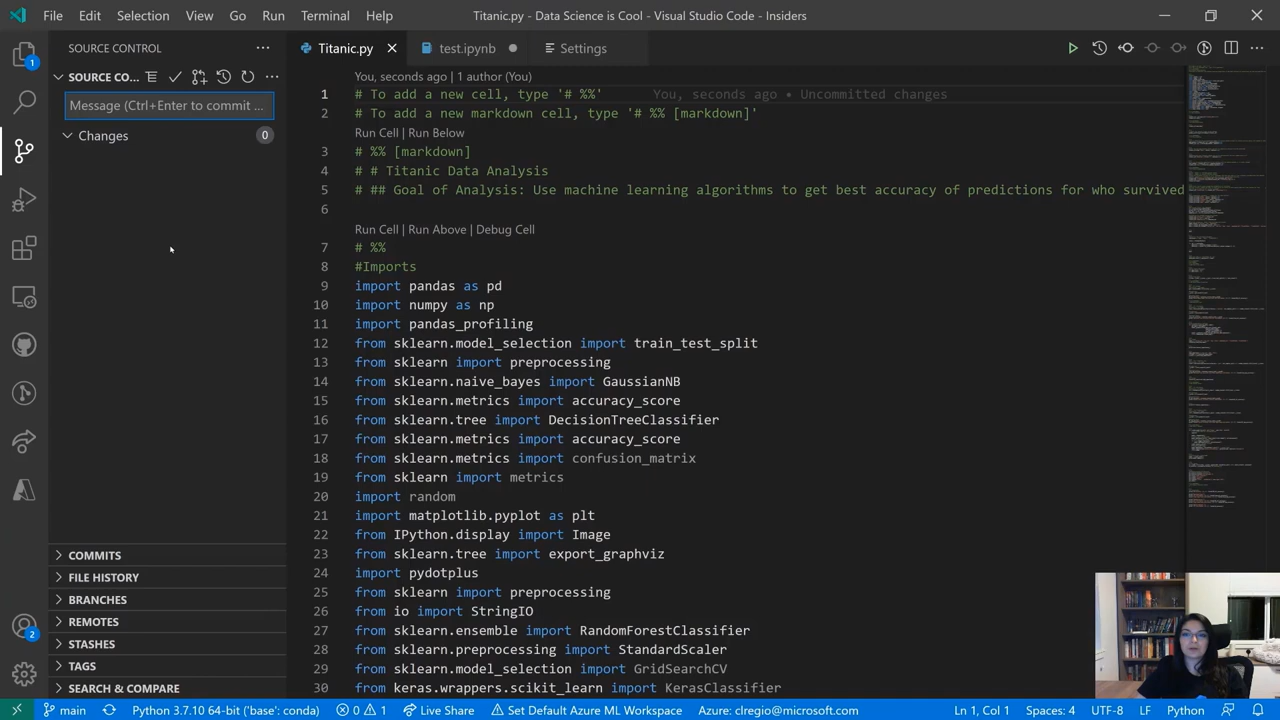 File Edit Selection View Go Run Terminal Help
Titanic.py - Data Science is Cool - Visual Studio Code - Insiders
SOURCE CONTROL
Titanic.py
test.ipynb
Settings
SOURCE CO...
Message (Ctrl+Enter to commit ...
Changes 0
1
2
COMMITS
FILE HISTORY
BRANCHES
REMOTES
STASHES
TAGS
SEARCH & COMPARE
You, seconds ago | 1 author (You)
1 # To add a new cell, type '# %%' You, seconds ago • Uncommitted changes
2 # To add a new markdown cell, type '# %% [markdown]'
Run Cell | Run Below
3 # %% [markdown]
4 # # Titanic Data Analysis
5 # ## Goal of Analysis: Use machine learning algorithms to get best accuracy of predictions for who survived
6
Run Cell | Run Above | Debug Cell
7 # %%
8 #Imports
9 import pandas as pd
10 import numpy as np
11 import pandas as pd
12 from sklearn.model_selection import train_test_split
13 from sklearn import preprocessing
14 from sklearn.naive_bayes import GaussianNB
15 from sklearn.metrics import accuracy_score
16 from sklearn.tree import DecisionTreeClassifier
17 from sklearn.metrics import accuracy_score
18 from sklearn.metrics import confusion_matrix
19 from sklearn import metrics
20 import random
21 import matplotlib.pyplot as plt
22 from IPython.display import Image
23 from sklearn.tree import export_graphviz
24 import pydotplus
25 from sklearn import preprocessing
26 from io import StringIO
27 from sklearn.ensemble import RandomForestClassifier
28 from sklearn.preprocessing import StandardScaler
29 from sklearn.model_selection import GridSearchCV
30 from keras.wrappers.scikit_learn import KerasClassifier
main Python 3.7.10 64-bit ('base': conda) 0 1 Live Share Set Default Azure ML Workspace Azure: clregio@microsoft.com Ln 1, Col 1 Spaces: 4 UTF-8 LF Python